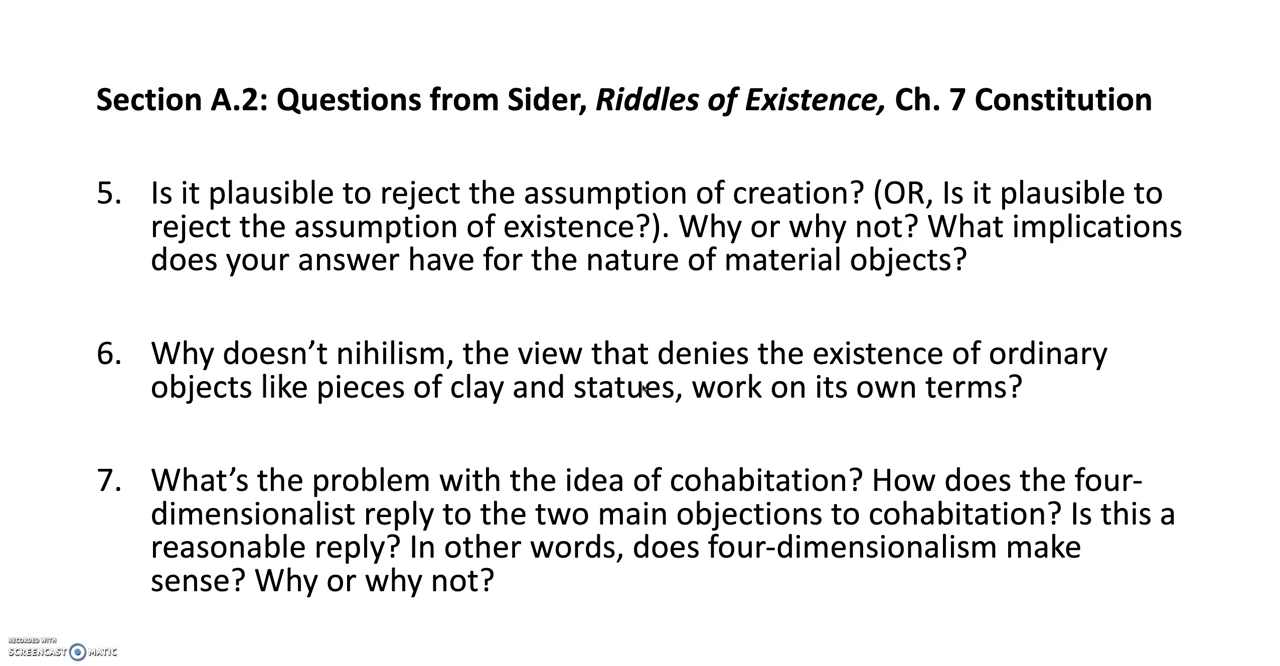 Section A.2: Questions from Sider, Riddles of Existence, Ch. 7 Constitution
5. Is it plausible to reject the assumption of creation? (OR, Is it plausible to
reject the assumption of existence?). Why or why not? What implications
does your answer have for the nature of material objects?
6. Why doesn’t nihilism, the view that denies the existence of ordinary
objects like pieces of clay and statues, work on its own terms?
7. What’s the problem with the idea of cohabitation? How does the four-
dimensionalist reply to the two main objections to cohabitation? Is this a
reasonable reply? In other words, does four-dimensionalism make
sense? Why or why not?
RECORDED WITH
SCREENCAST MATIC